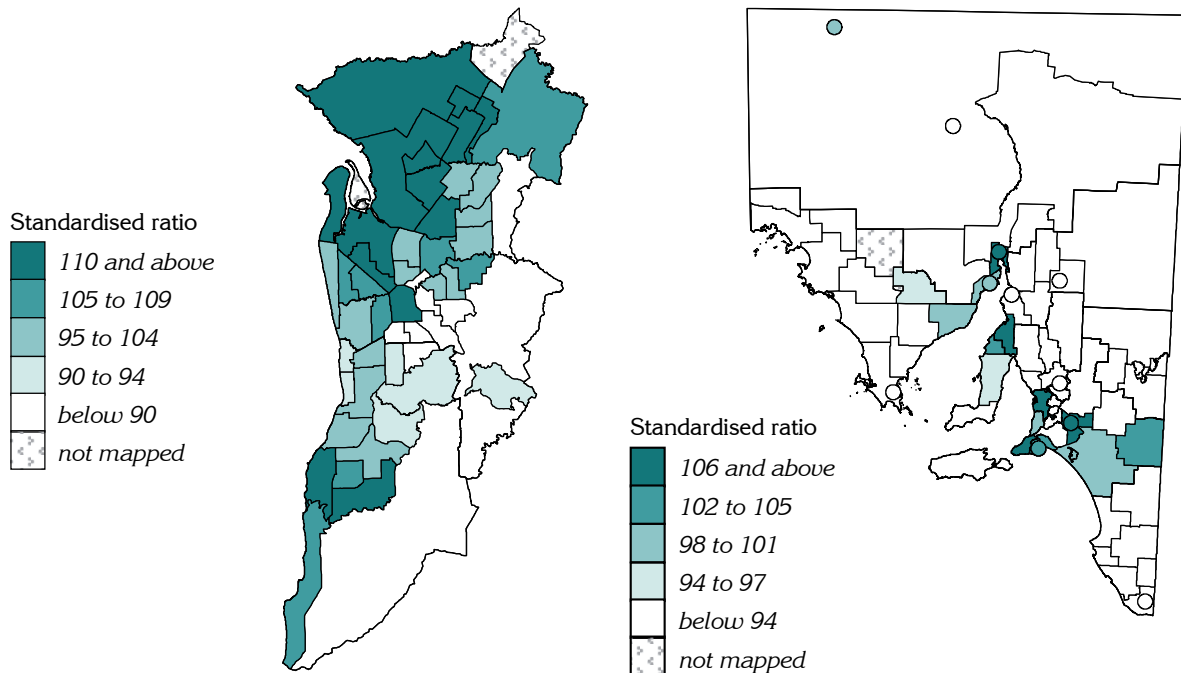 Standardised ratio
110 and above
105 to 109
95 to 104
90 to 94
below 90
not mapped
Standardised ratio
106 and above
102 to 105
98 to 101
94 to 97
below 94
not mapped